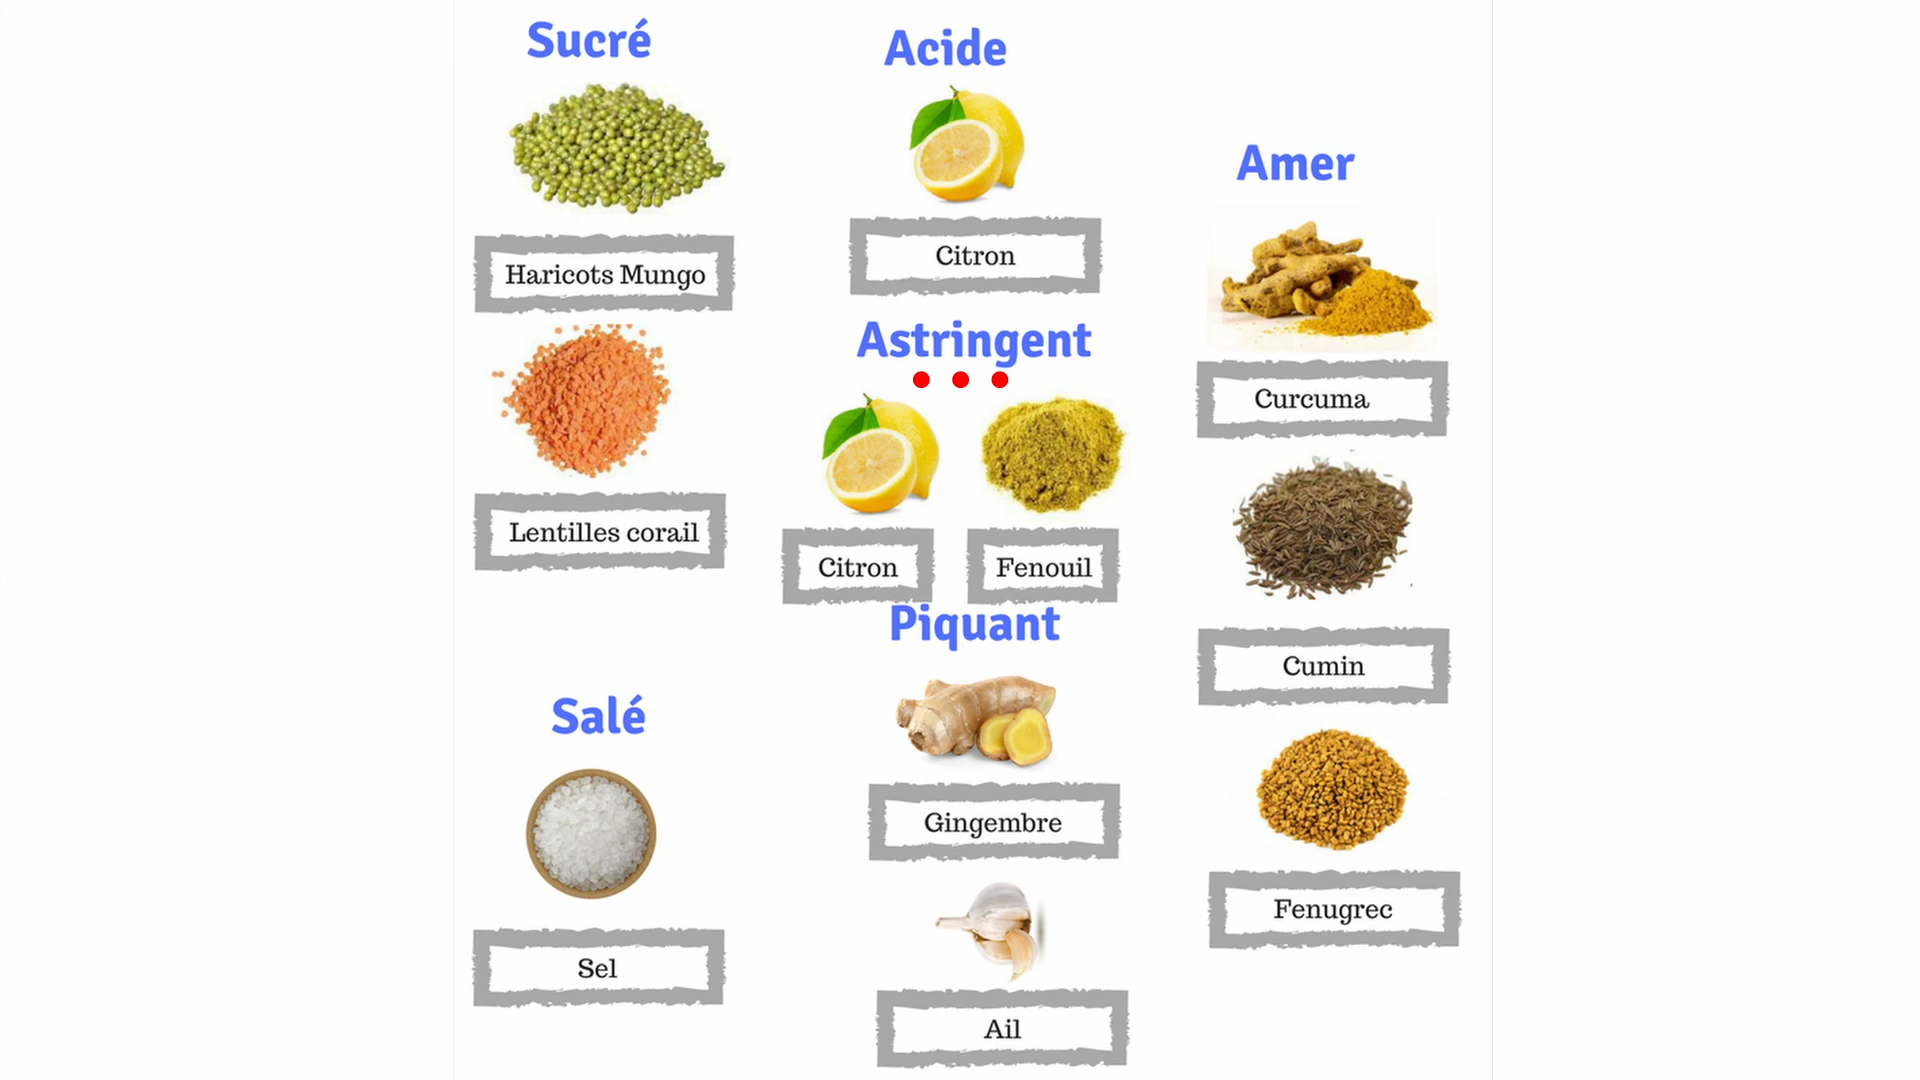 Sucré
Haricots Mungo
Lentilles corail
Salé
Sel
Acide
Citron
Astringent
Citron
Fenouil
Piquant
Gingembre
Ail
Amer
Curcuma
Cumin
Fenugrec